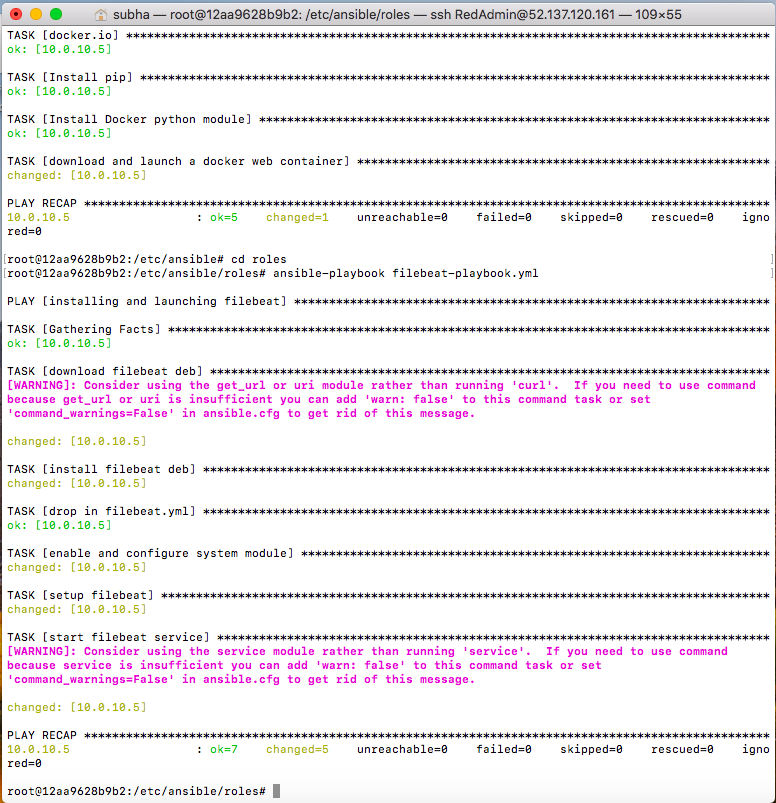 subha — root@12aa9628b9b2: /etc/ansible/roles — ssh RedAdmin@52.137.120.161 — 109×55
TASK [docker.io] ********************************************************************************************
ok: [10.0.10.5]
TASK [Install pip] ******************************************************************************************
ok: [10.0.10.5]
TASK [Install Docker python module] *************************************************************************
ok: [10.0.10.5]
TASK [download and launch a docker web container] ***********************************************************
changed: [10.0.10.5]
PLAY RECAP **************************************************************************************************
10.0.10.5                  : ok=5    changed=1    unreachable=0    failed=0    skipped=0    rescued=0    igno
red=0
[root@12aa9628b9b2:/etc/ansible# cd roles ]
[root@12aa9628b9b2:/etc/ansible/roles# ansible-playbook filebeat-playbook.yml ]
PLAY [installing and launching filebeat] ********************************************************************
TASK [Gathering Facts] **************************************************************************************
ok: [10.0.10.5]
TASK [download filebeat deb] ********************************************************************************
[WARNING]: Consider using the get_url or uri module rather than running 'curl'.  If you need to use command
because get_url or uri is insufficient you can add 'warn: false' to this command task or set
'command_warnings=False' in ansible.cfg to get rid of this message.
changed: [10.0.10.5]
TASK [install filebeat deb] *********************************************************************************
changed: [10.0.10.5]
TASK [drop in filebeat.yml] *********************************************************************************
ok: [10.0.10.5]
TASK [enable and configure system module] *******************************************************************
changed: [10.0.10.5]
TASK [setup filebeat] ***************************************************************************************
changed: [10.0.10.5]
TASK [start filebeat service] *******************************************************************************
[WARNING]: Consider using the service module rather than running 'service'.  If you need to use command
because service is insufficient you can add 'warn: false' to this command task or set
'command_warnings=False' in ansible.cfg to get rid of this message.
changed: [10.0.10.5]
PLAY RECAP **************************************************************************************************
10.0.10.5                  : ok=7    changed=5    unreachable=0    failed=0    skipped=0    rescued=0    igno
red=0
root@12aa9628b9b2:/etc/ansible/roles#